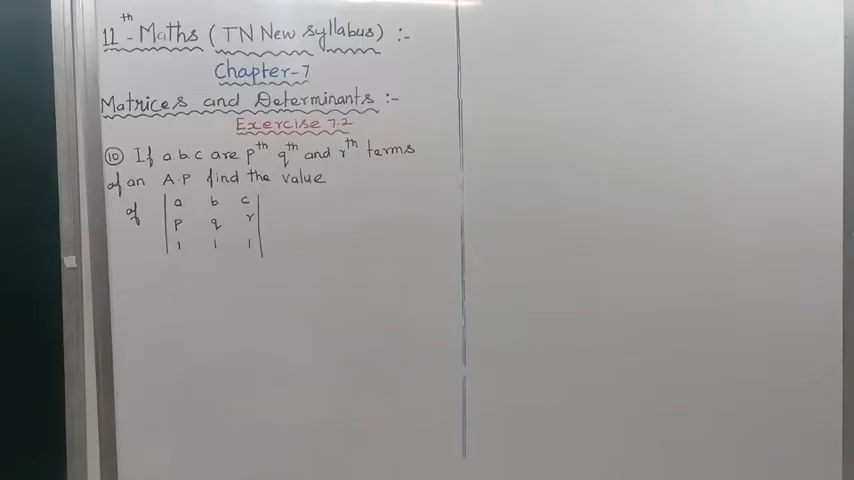 11th - Maths (TN New syllabus) :-
Chapter-7
Matrices and Determinants :-
Exercise 7.2
10 If a.b.c are pth qth and rth terms
of an A.P find the value
of | a b c |
| p q r |
| 1 1 1 |